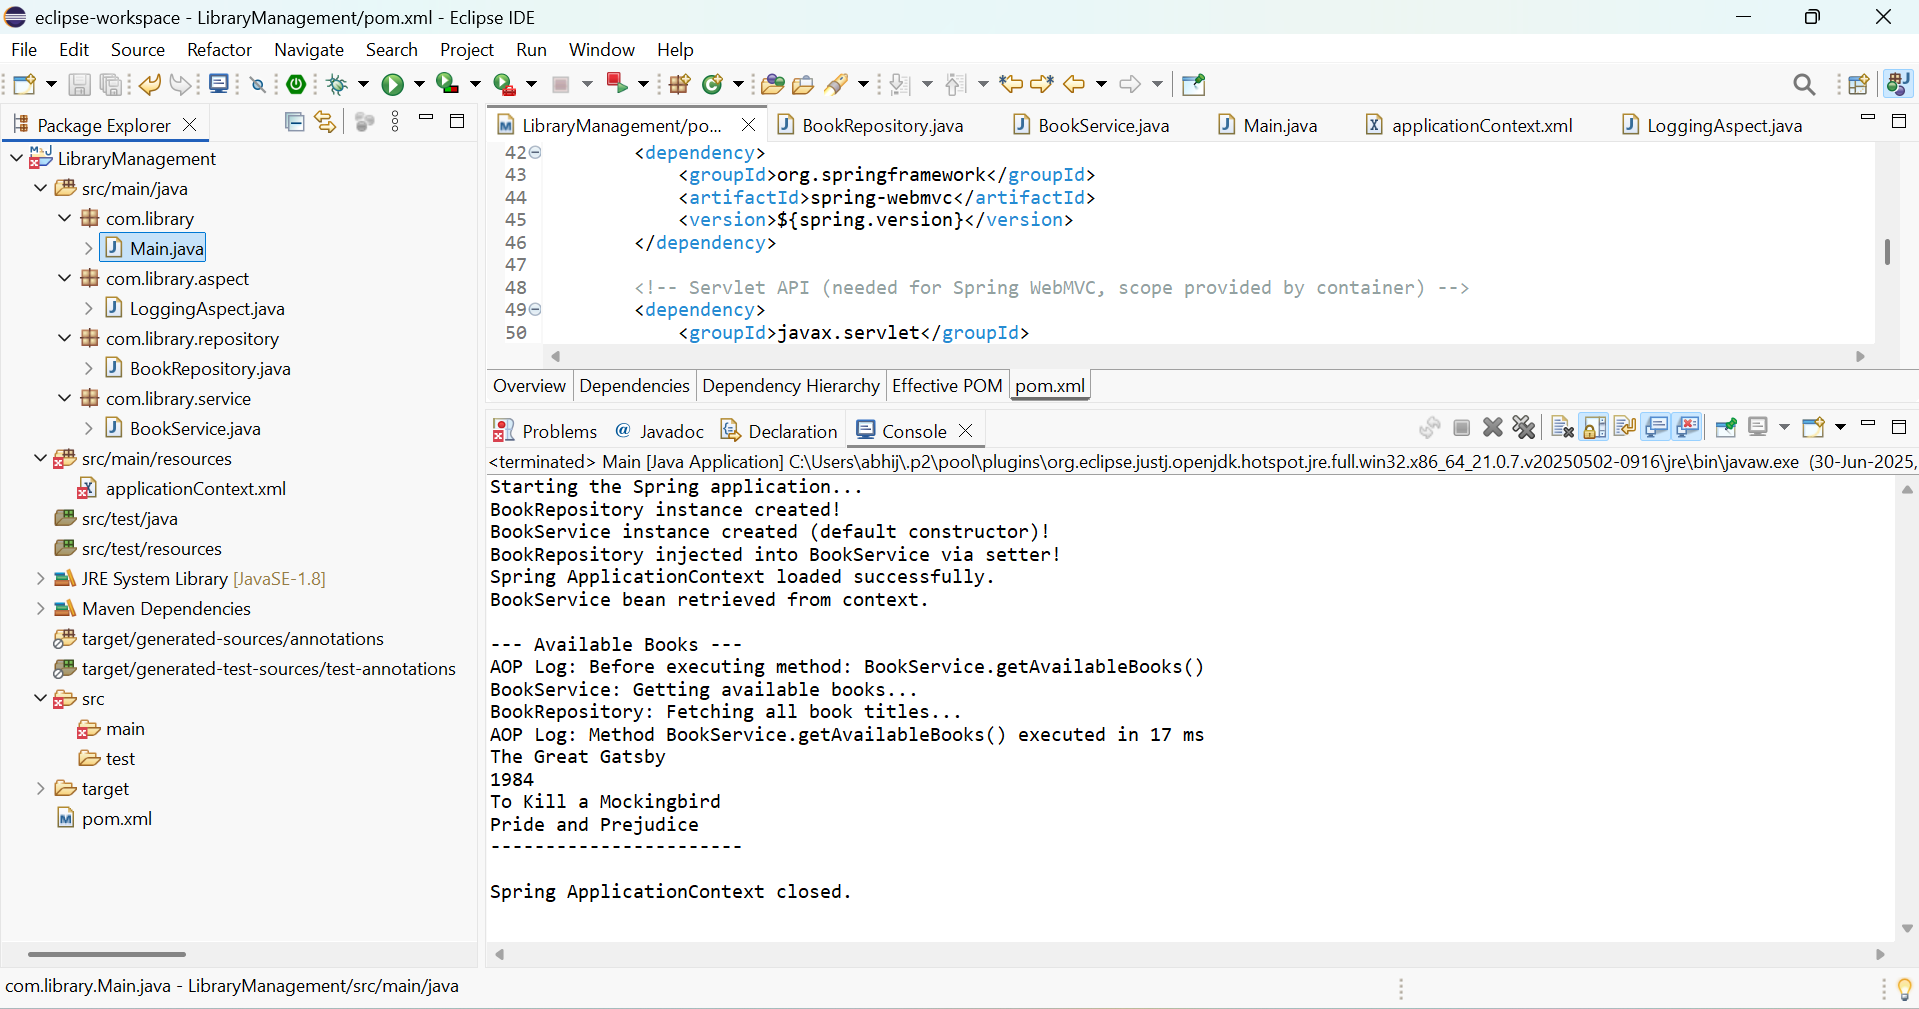 eclipse-workspace - LibraryManagement/pom.xml - Eclipse IDE
File Edit Source Refactor Navigate Search Project Run Window Help
Package Explorer
LibraryManagement
src/main/java
com.library
Main.java
com.library.aspect
LoggingAspect.java
com.library.repository
BookRepository.java
com.library.service
BookService.java
src/main/resources
applicationContext.xml
src/test/java
src/test/resources
JRE System Library [JavaSE-1.8]
Maven Dependencies
target/generated-sources/annotations
target/generated-test-sources/test-annotations
src
main
test
target
pom.xml
LibraryManagement/po... BookRepository.java BookService.java Main.java applicationContext.xml LoggingAspect.java
42 <dependency>
43 <groupId>org.springframework</groupId>
44 <artifactId>spring-webmvc</artifactId>
45 <version>${spring.version}</version>
46 </dependency>
47
48 <!-- Servlet API (needed for Spring WebMVC, scope provided by container) -->
49 <dependency>
50 <groupId>javax.servlet</groupId>
Overview Dependencies Dependency Hierarchy Effective POM pom.xml
Problems Javadoc Declaration Console
<terminated> Main [Java Application] C:\Users\abhij\.p2\pool\plugins\org.eclipse.justj.openjdk.hotspot.jre.full.win32.x86_64_21.0.7.v20250502-0916\jre\bin\javaw.exe (30-Jun-2025,
Starting the Spring application...
BookRepository instance created!
BookService instance created (default constructor)!
BookRepository injected into BookService via setter!
Spring ApplicationContext loaded successfully.
BookService bean retrieved from context.
--- Available Books ---
AOP Log: Before executing method: BookService.getAvailableBooks()
BookService: Getting available books...
BookRepository: Fetching all book titles...
AOP Log: Method BookService.getAvailableBooks() executed in 17 ms
The Great Gatsby
1984
To Kill a Mockingbird
Pride and Prejudice
-----------------------
Spring ApplicationContext closed.
com.library.Main.java - LibraryManagement/src/main/java